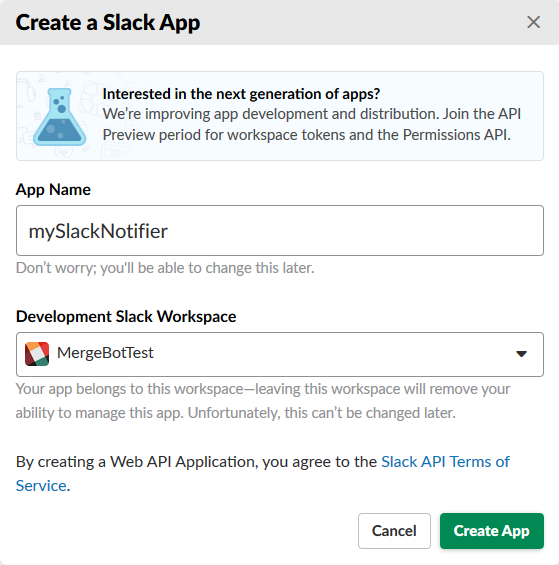 Create a Slack App
Interested in the next generation of apps?
We’re improving app development and distribution. Join the API
Preview period for workspace tokens and the Permissions API.
App Name
mySlackNotifier
Don’t worry; you'll be able to change this later.
Development Slack Workspace
MergeBotTest
Your app belongs to this workspace—leaving this workspace will remove your
ability to manage this app. Unfortunately, this can’t be changed later.
By creating a Web API Application, you agree to the Slack API Terms of
Service.
Cancel
Create App